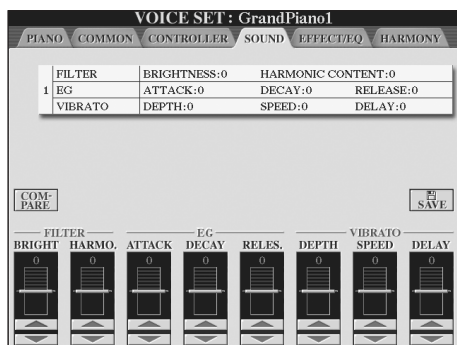 VOICE SET : GrandPiano1
PIANO COMMON CONTROLLER SOUND EFFECT/EQ HARMONY
FILTER BRIGHTNESS:0 HARMONIC CONTENT:0
1 EG ATTACK:0 DECAY:0 RELEASE:0
VIBRATO DEPTH:0 SPEED:0 DELAY:0
COM-
PARE
SAVE
FILTER EG VIBRATO
BRIGHT HARMO. ATTACK DECAY RELES. DEPTH SPEED DELAY
0 0 0 0 0 0 0 0